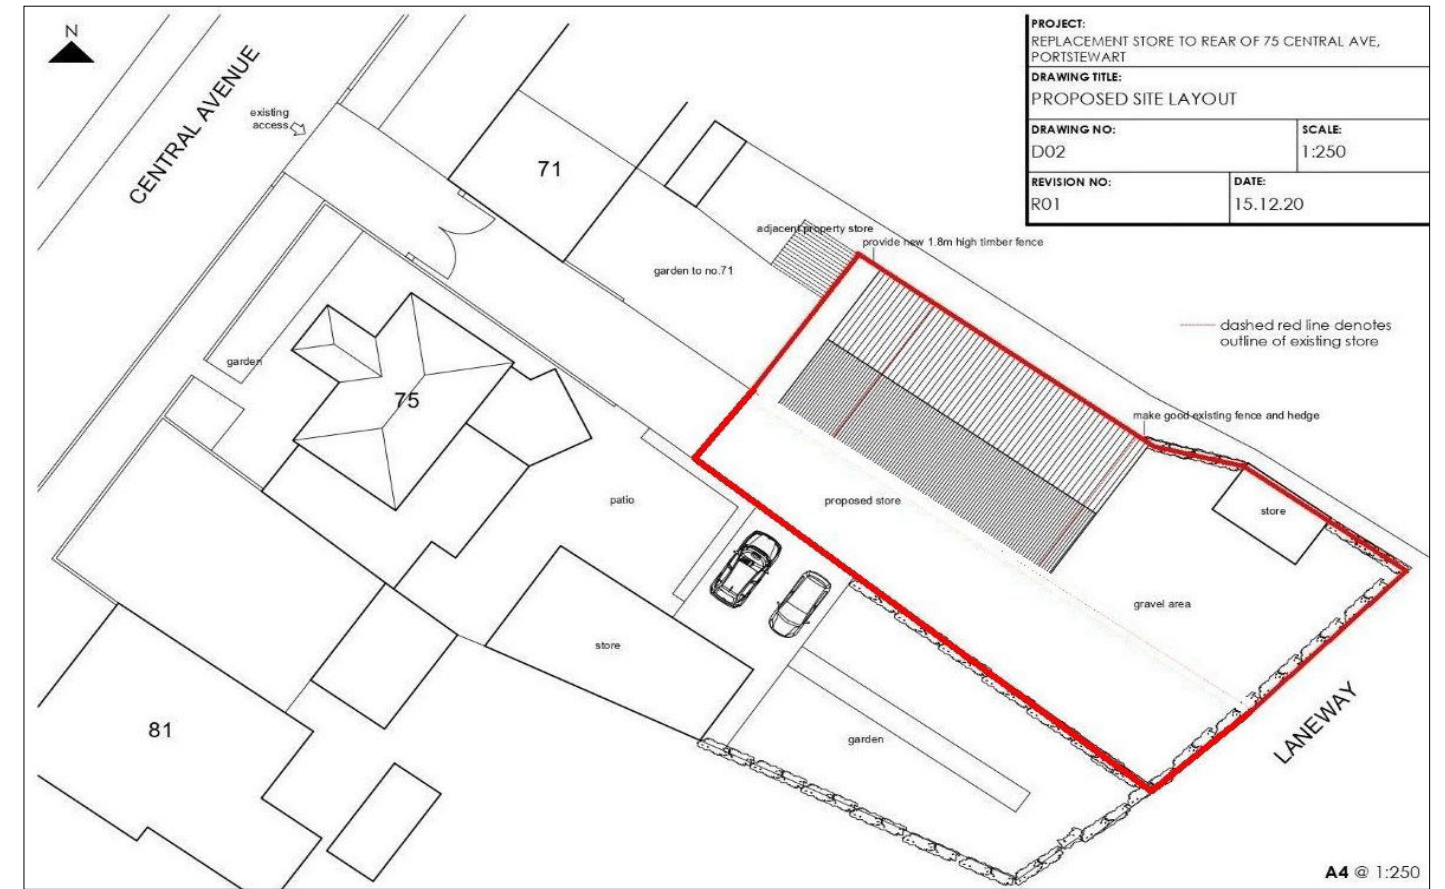 N
CENTRAL AVENUE
existing
access
PROJECT:
REPLACEMENT STORE TO REAR OF 75 CENTRAL AVE,
PORTSTEWART
DRAWING TITLE:
PROPOSED SITE LAYOUT
DRAWING NO:
D02
SCALE:
1:250
REVISION NO:
R01
DATE:
15.12.20
71
adjacent property store
provide new 1.8m high timber fence
garden to no.71
dashed red line denotes
outline of existing store
garden
75
make good existing fence and hedge
patio
proposed store
store
gravel area
store
81
garden
LANEWAY
A4 @ 1:250